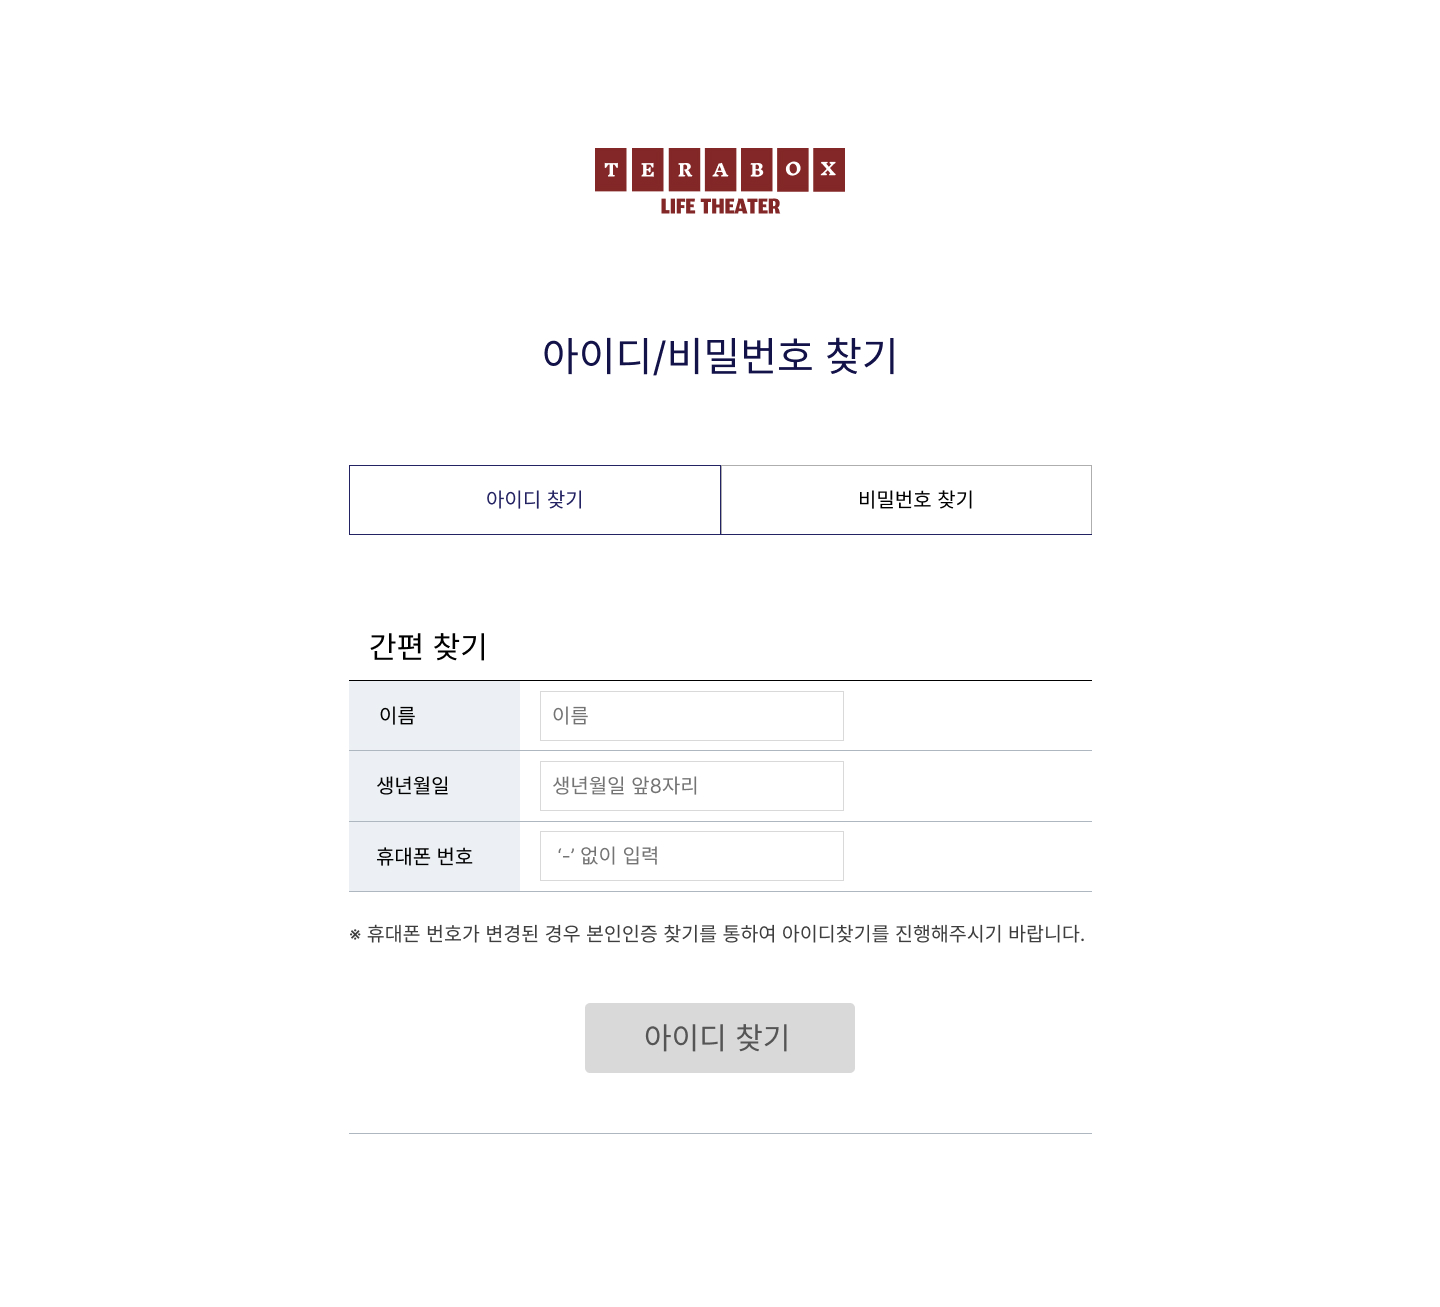 TERABOX
LIFE THEATER
아이디/비밀번호 찾기
아이디 찾기
비밀번호 찾기
간편 찾기
이름
이름
생년월일
생년월일 앞8자리
휴대폰 번호
‘-’ 없이 입력
※ 휴대폰 번호가 변경된 경우 본인인증 찾기를 통하여 아이디찾기를 진행해주시기 바랍니다.
아이디 찾기